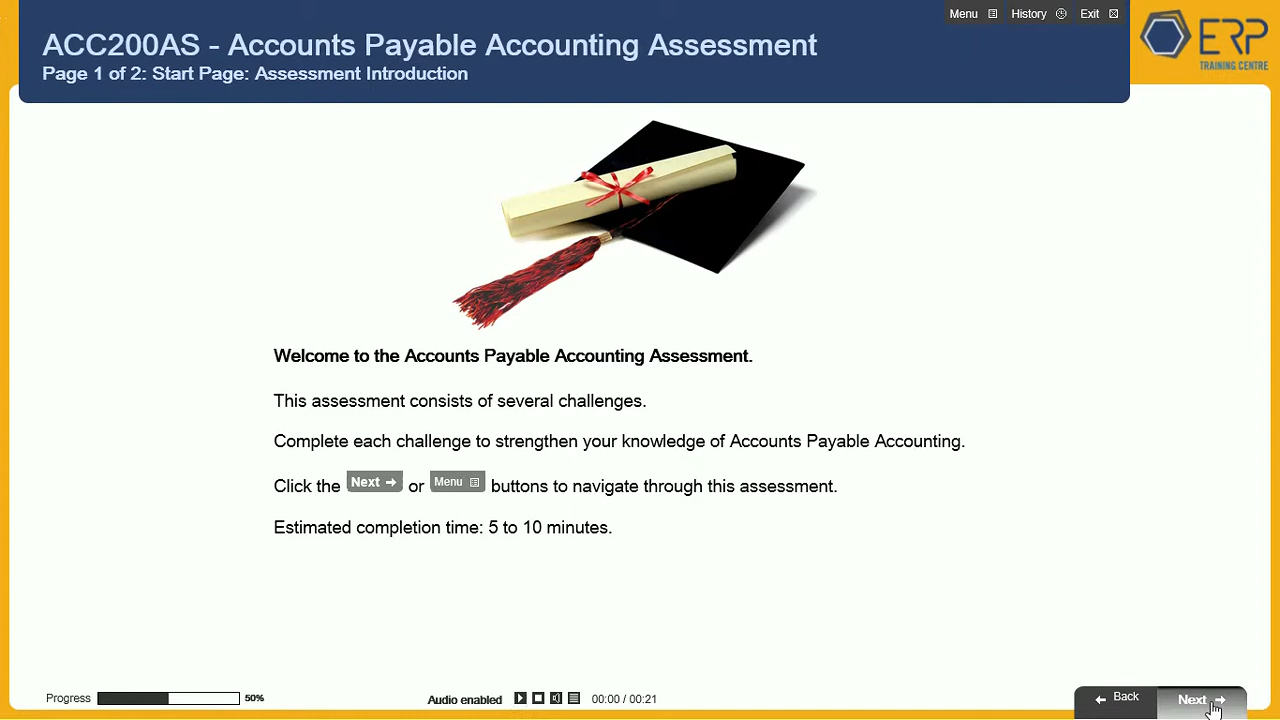 Menu History Exit
ACC200AS - Accounts Payable Accounting Assessment
Page 1 of 2: Start Page: Assessment Introduction
ERP
TRAINING CENTRE
Welcome to the Accounts Payable Accounting Assessment.
This assessment consists of several challenges.
Complete each challenge to strengthen your knowledge of Accounts Payable Accounting.
Click the Next or Menu buttons to navigate through this assessment.
Estimated completion time: 5 to 10 minutes.
Progress 50% Audio enabled 00:00 / 00:21 Back Next